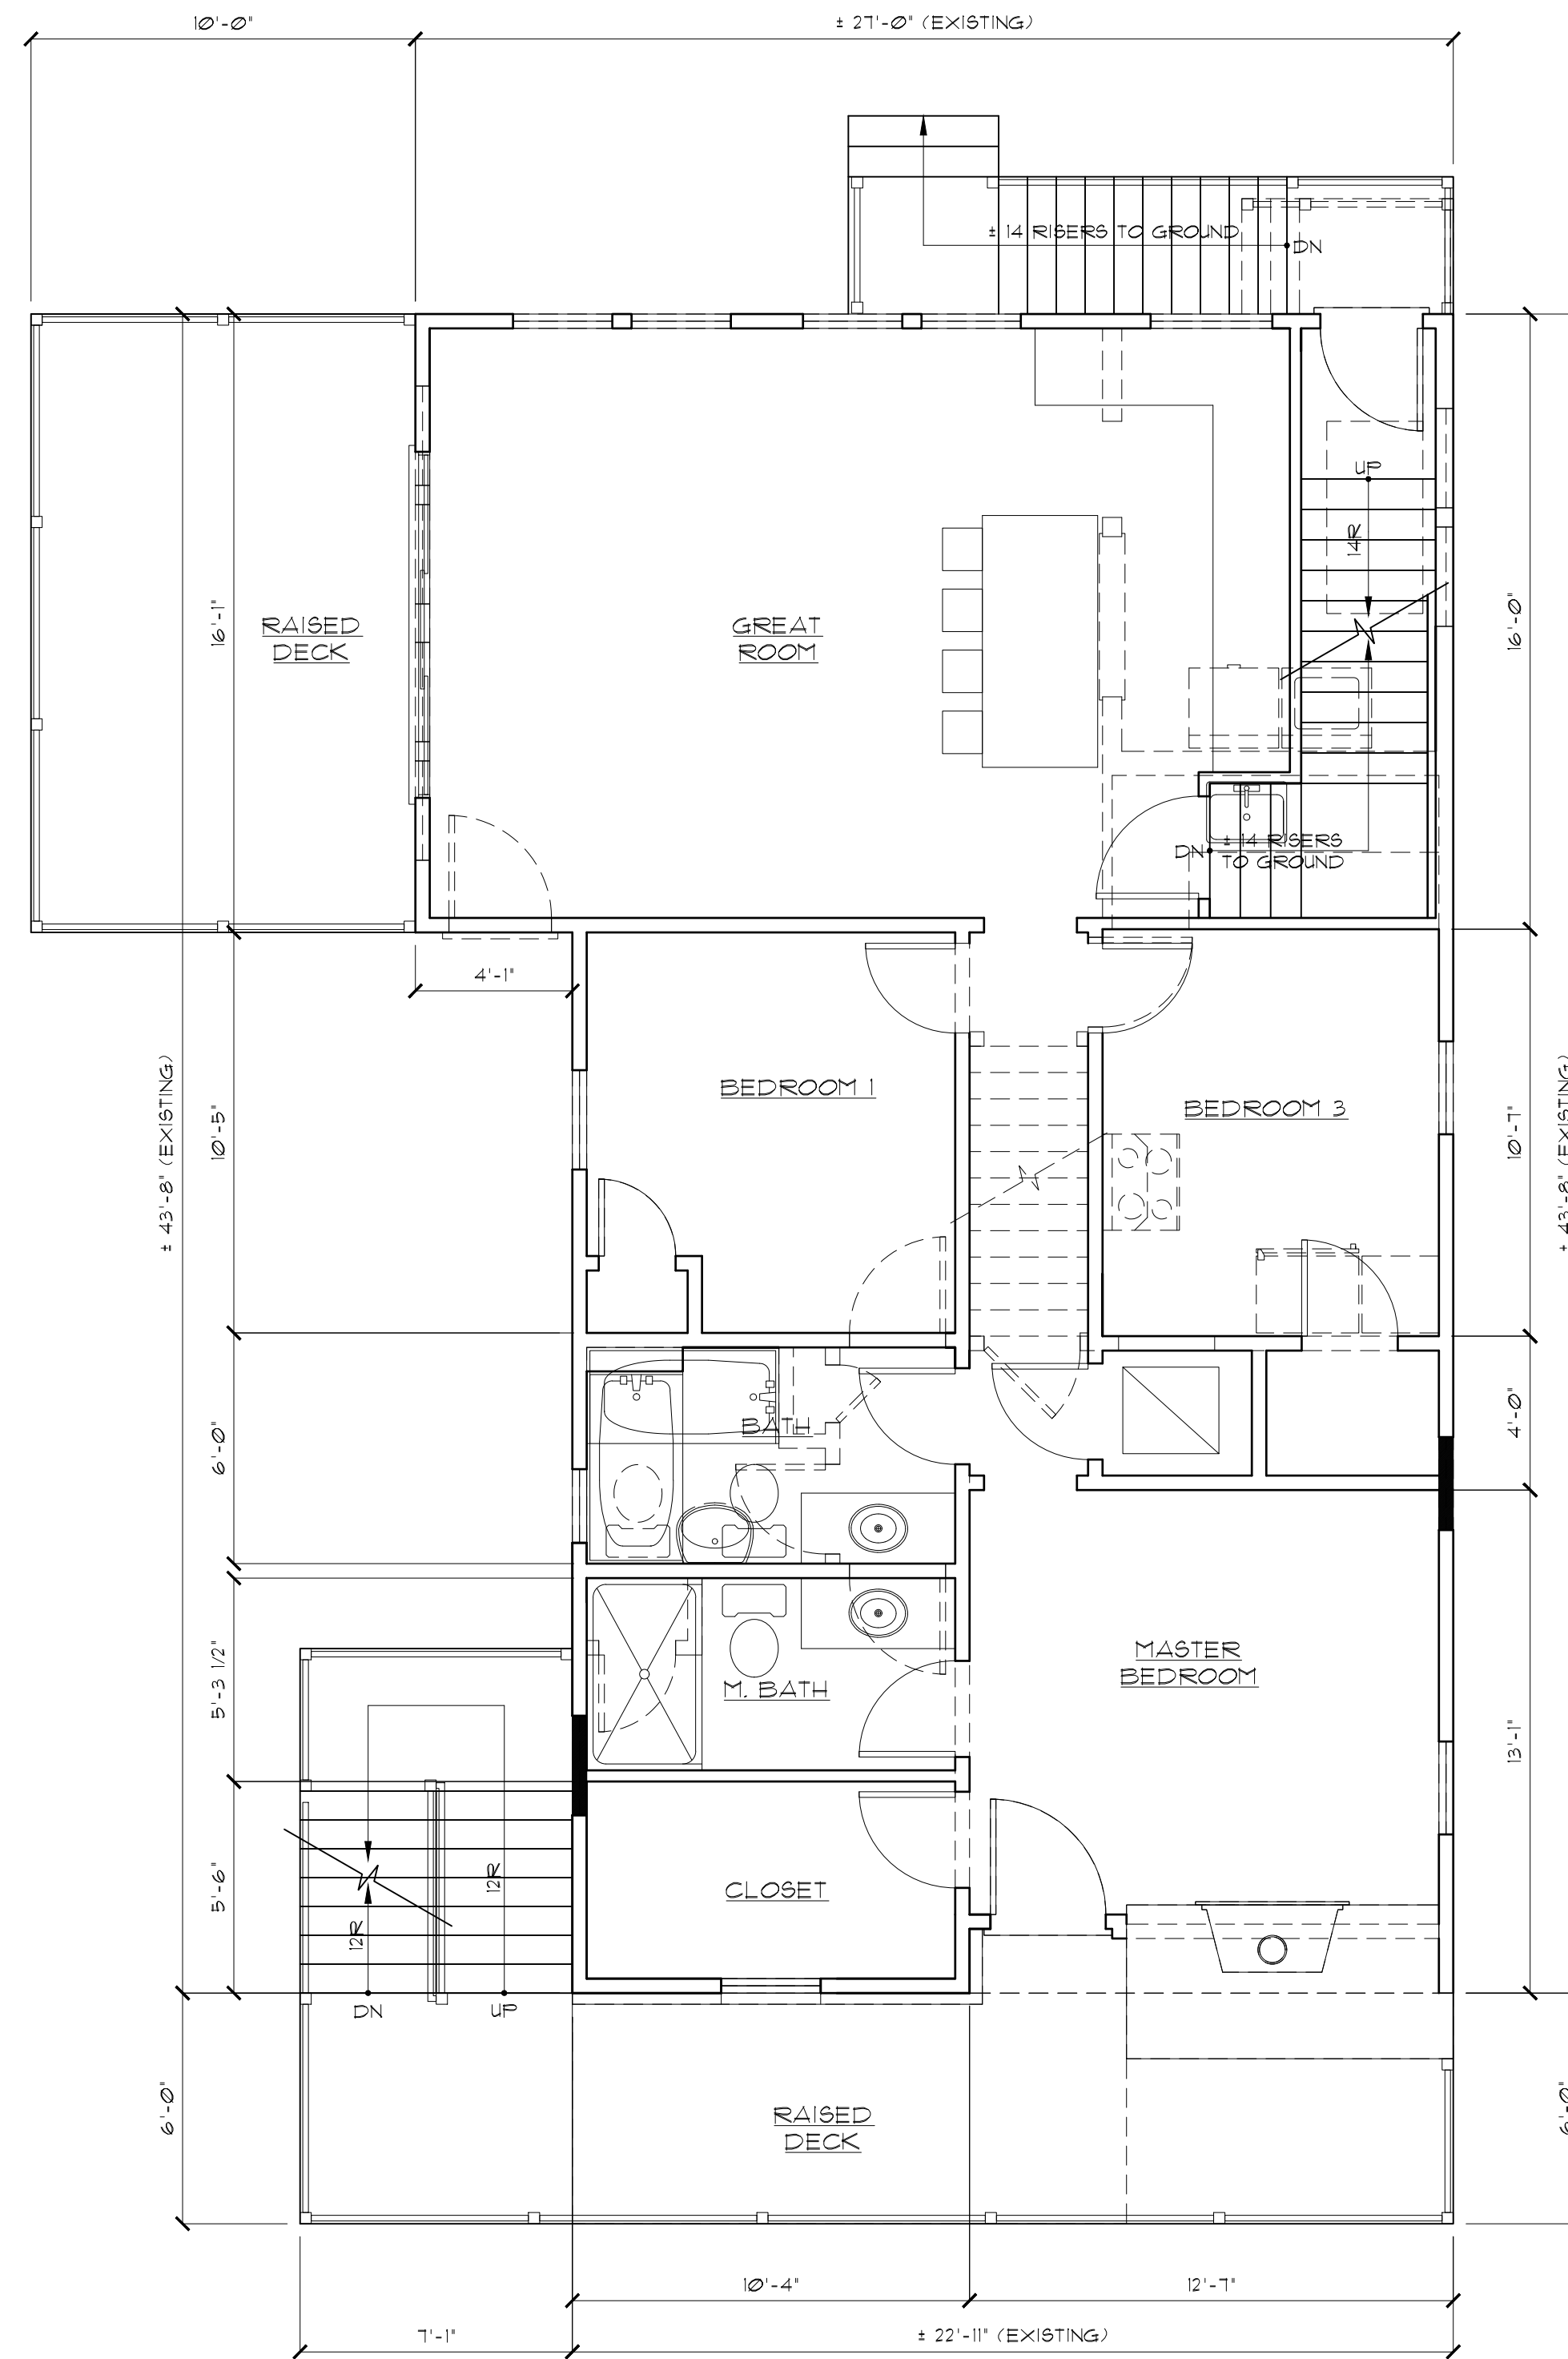 10'-0"
± 27'-0" (EXISTING)
± 14 RISERS TO GROUND
DN
UP
14R
16'-1"
RAISED
DECK
GREAT
ROOM
16'-0"
± 14 RISERS
DN
TO GROUND
4'-1"
± 43'-8" (EXISTING)
10'-5"
BEDROOM 1
BEDROOM 3
10'-7"
± 43'-8" (EXISTING)
6'-0"
BATH
4'-0"
5'-3 1/2"
M. BATH
MASTER
BEDROOM
13'-1"
5'-6"
12R
12R
CLOSET
DN
UP
6'-0"
RAISED
DECK
6'-0"
10'-4"
12'-7"
7'-1"
± 22'-11" (EXISTING)